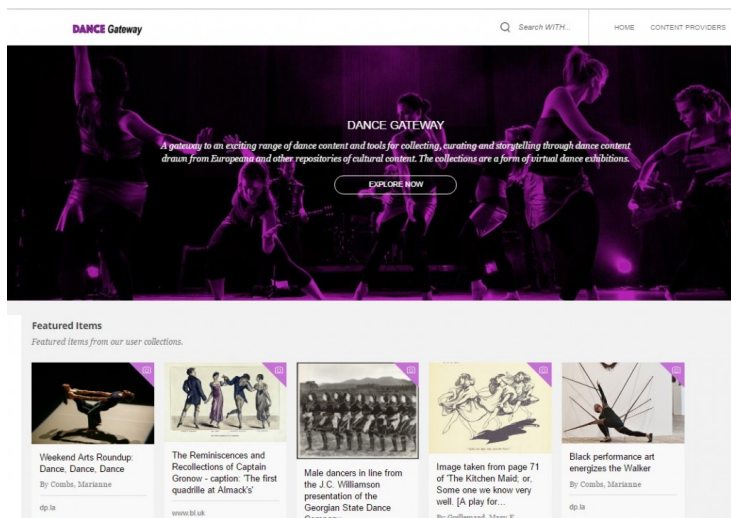 DANCE Gateway
Search WITH...
HOME
CONTENT PROVIDERS
DANCE GATEWAY
A gateway to an exciting range of dance content and tools for collecting, curating and storytelling through dance content
drawn from Europeana and other repositories of cultural content. The collections are a form of virtual dance exhibitions.
EXPLORE NOW
Featured Items
Featured items from our user collections.
Weekend Arts Roundup:
Dance, Dance, Dance
By Combs, Marianne
dp.la
The Reminiscences and
Recollections of Captain
Gronow - caption: 'The first
quadrille at Almack's'
www.bl.uk
Male dancers in line from
the J.C. Williamson
presentation of the
Georgian State Dance
Company
Image taken from page 71
of 'The Kitchen Maid; or,
Some one we know very
well. [A play for...
By Guillemard, Mary F
Black performance art
energizes the Walker
By Combs, Marianne
dp.la